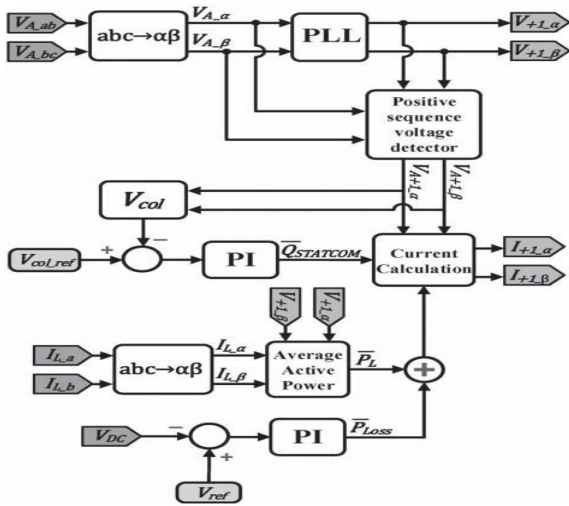 V_A_ab
V_A_α
V_+1_α
abc→αβ
PLL
V_A_bc
V_A_β
V_+1_β
Positive
sequence
voltage
detector
V_A+1_α
V_A+1_β
V_col
V_col_ref
+
−
PI
Q̅_STATCOM
Current
Calculation
I_+1_α
I_+1_β
V_+1_β
V_+1_α
I_L_a
I_L_α
abc→αβ
Average
Active
Power
P̅_L
+
I_L_b
I_L_β
V_DC
−
+
PI
P̅_Loss
V_ref